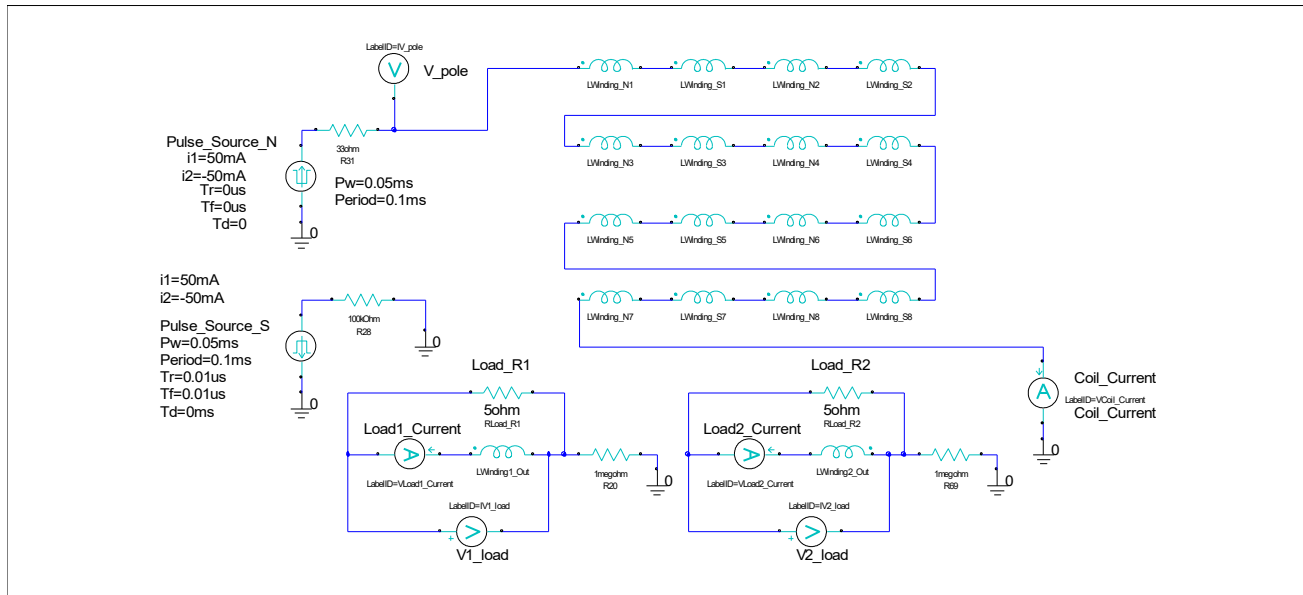 LabelID=IV_pole
V_pole
LWinding_N1
LWinding_S1
LWinding_N2
LWinding_S2
Pulse_Source_N
i1=50mA
i2=-50mA
Tr=0us
Tf=0us
Td=0
33ohm
R31
Pw=0.05ms
Period=0.1ms
0
LWinding_N3
LWinding_S3
LWinding_N4
LWinding_S4
LWinding_N5
LWinding_S5
LWinding_N6
LWinding_S6
i1=50mA
i2=-50mA
Pulse_Source_S
Pw=0.05ms
Period=0.1ms
Tr=0.01us
Tf=0.01us
Td=0ms
100kOhm
R28
0
0
LWinding_N7
LWinding_S7
LWinding_N8
LWinding_S8
Load_R1
5ohm
RLoad_R1
Load1_Current
A
LabelID=VLoad1_Current
LWinding1_Out
1megohm
R20
0
LabelID=IV1_load
V
+
V1_load
Load_R2
5ohm
RLoad_R2
Load2_Current
A
LabelID=VLoad2_Current
LWinding2_Out
1megohm
R69
0
LabelID=IV2_load
V
+
V2_load
A
Coil_Current
LabelID=VCoil_Current
Coil_Current
0
V